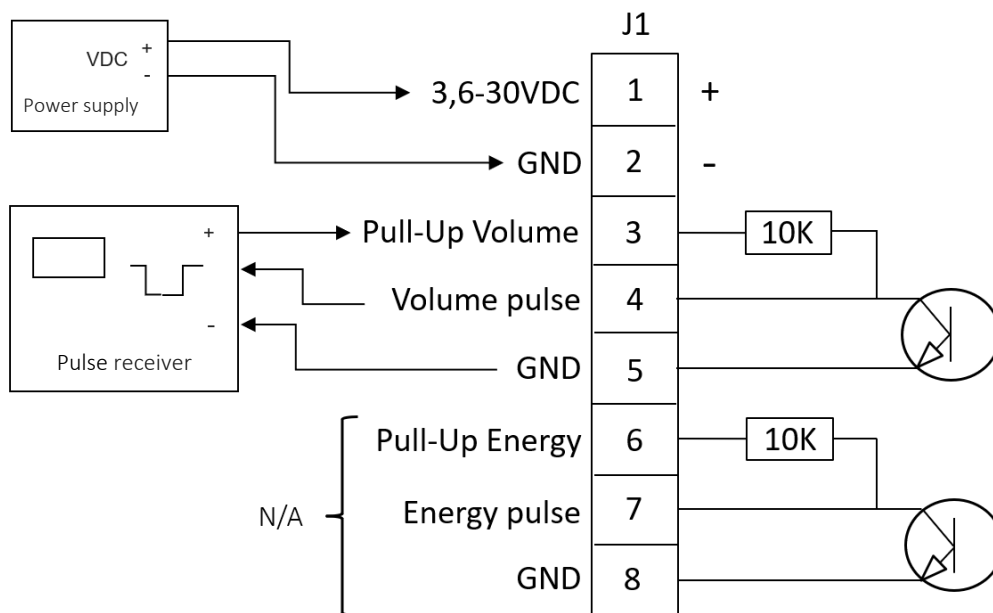 J1
VDC + -
Power supply
3,6-30VDC 1 +
GND 2 -
+ Pull-Up Volume 3 10K
Volume pulse 4
-
GND 5
Pulse receiver
Pull-Up Energy 6 10K
N/A
Energy pulse 7
GND 8